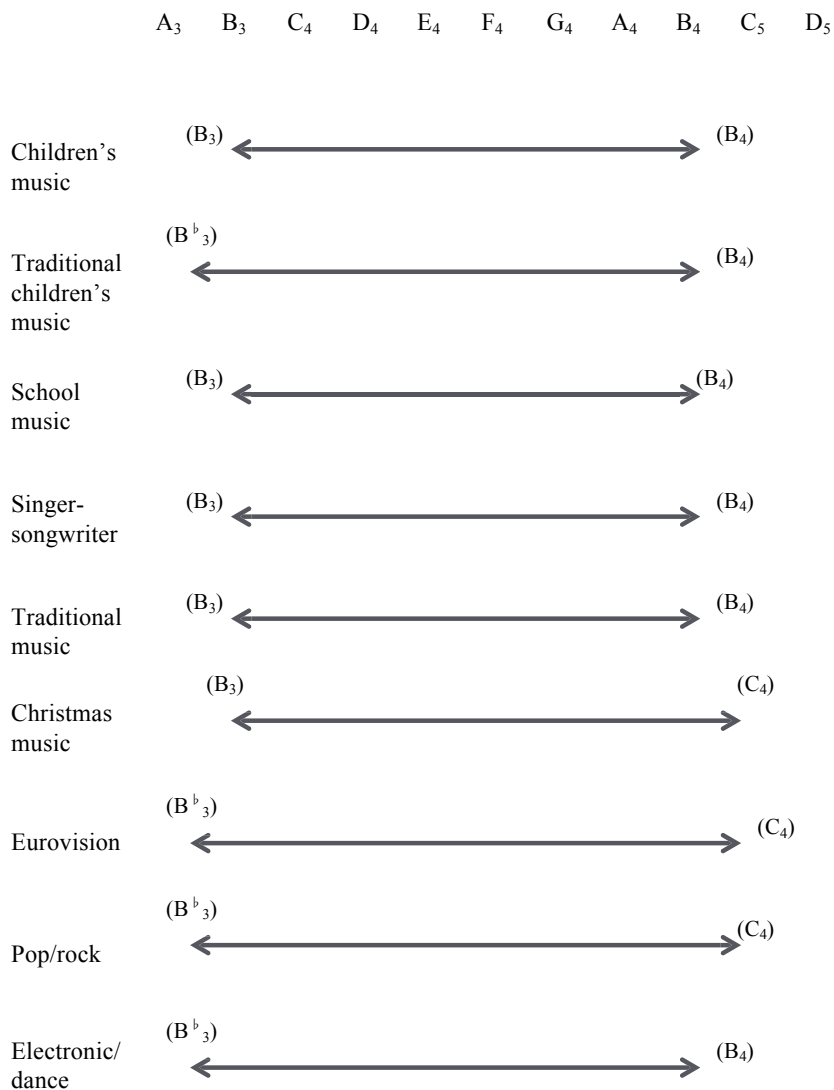 A₃ B₃ C₄ D₄ E₄ F₄ G₄ A₄ B₄ C₅ D₅
(B₃) (B₄)
Children's
music
(B♭₃) (B₄)
Traditional
children's
music
(B₃) (B₄)
School
music
(B₃) (B₄)
Singer-
songwriter
(B₃) (B₄)
Traditional
music
(B₃) (C₄)
Christmas
music
(B♭₃) (C₄)
Eurovision
(B♭₃) (C₄)
Pop/rock
(B♭₃) (B₄)
Electronic/
dance